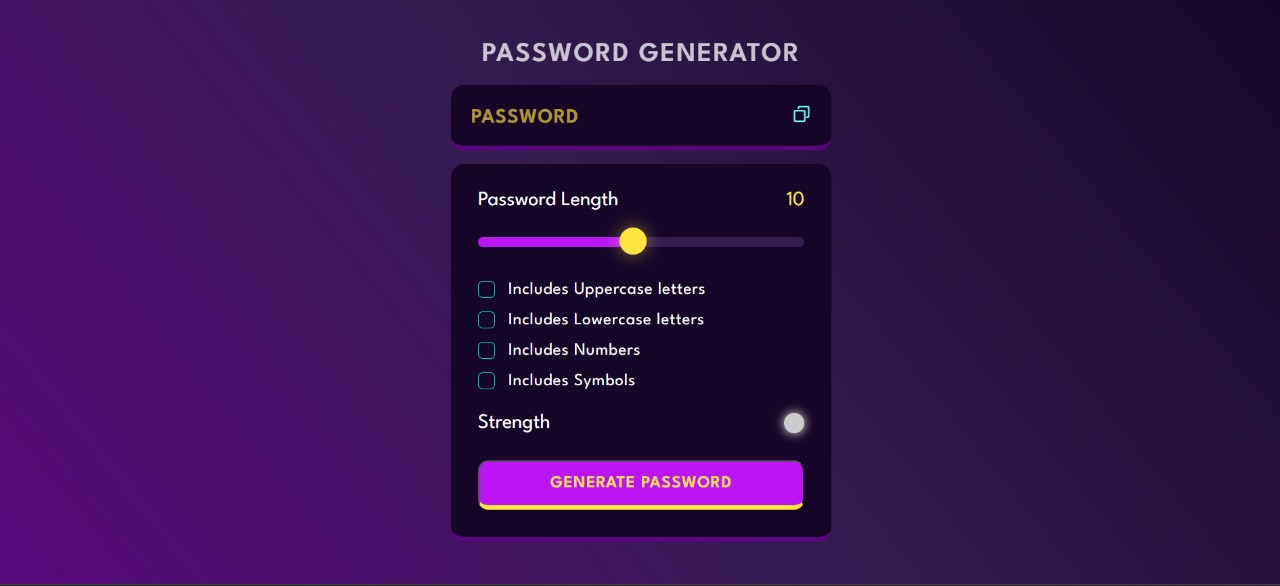 PASSWORD GENERATOR
PASSWORD
Password Length 10
Includes Uppercase letters
Includes Lowercase letters
Includes Numbers
Includes Symbols
Strength
GENERATE PASSWORD